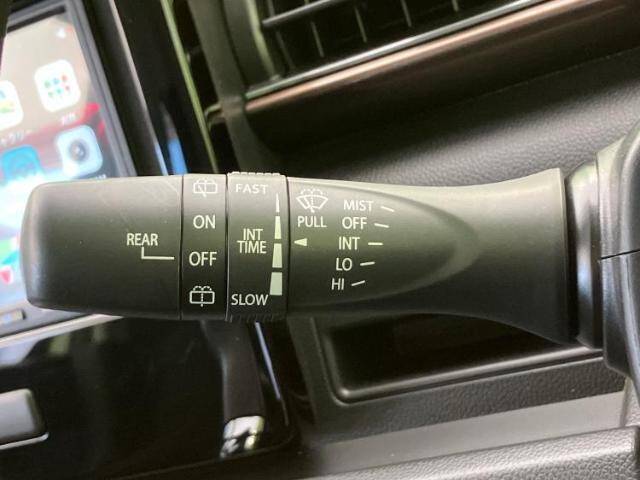 REAR
ON
OFF
FAST
INT
TIME
SLOW
PULL
MIST
OFF
INT
LO
HI